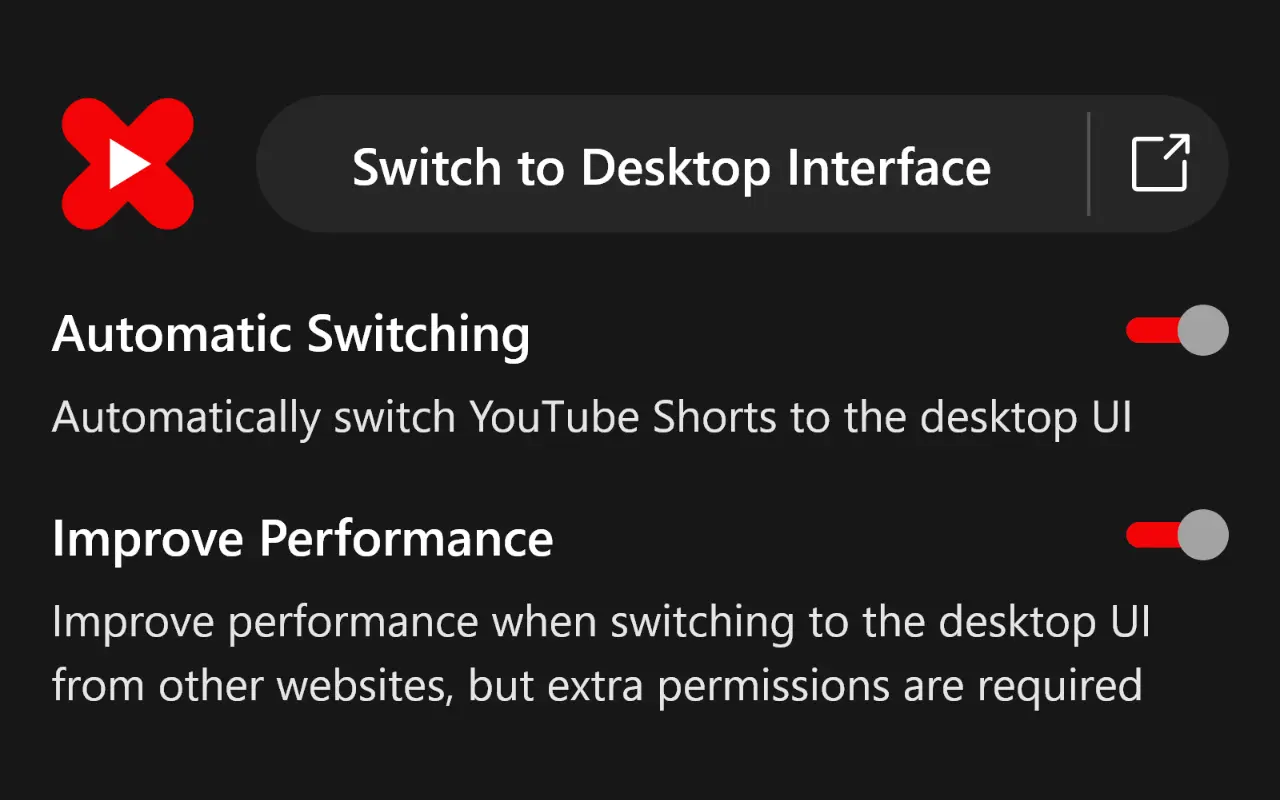 Switch to Desktop Interface
Automatic Switching
Automatically switch YouTube Shorts to the desktop UI
Improve Performance
Improve performance when switching to the desktop UI
from other websites, but extra permissions are required